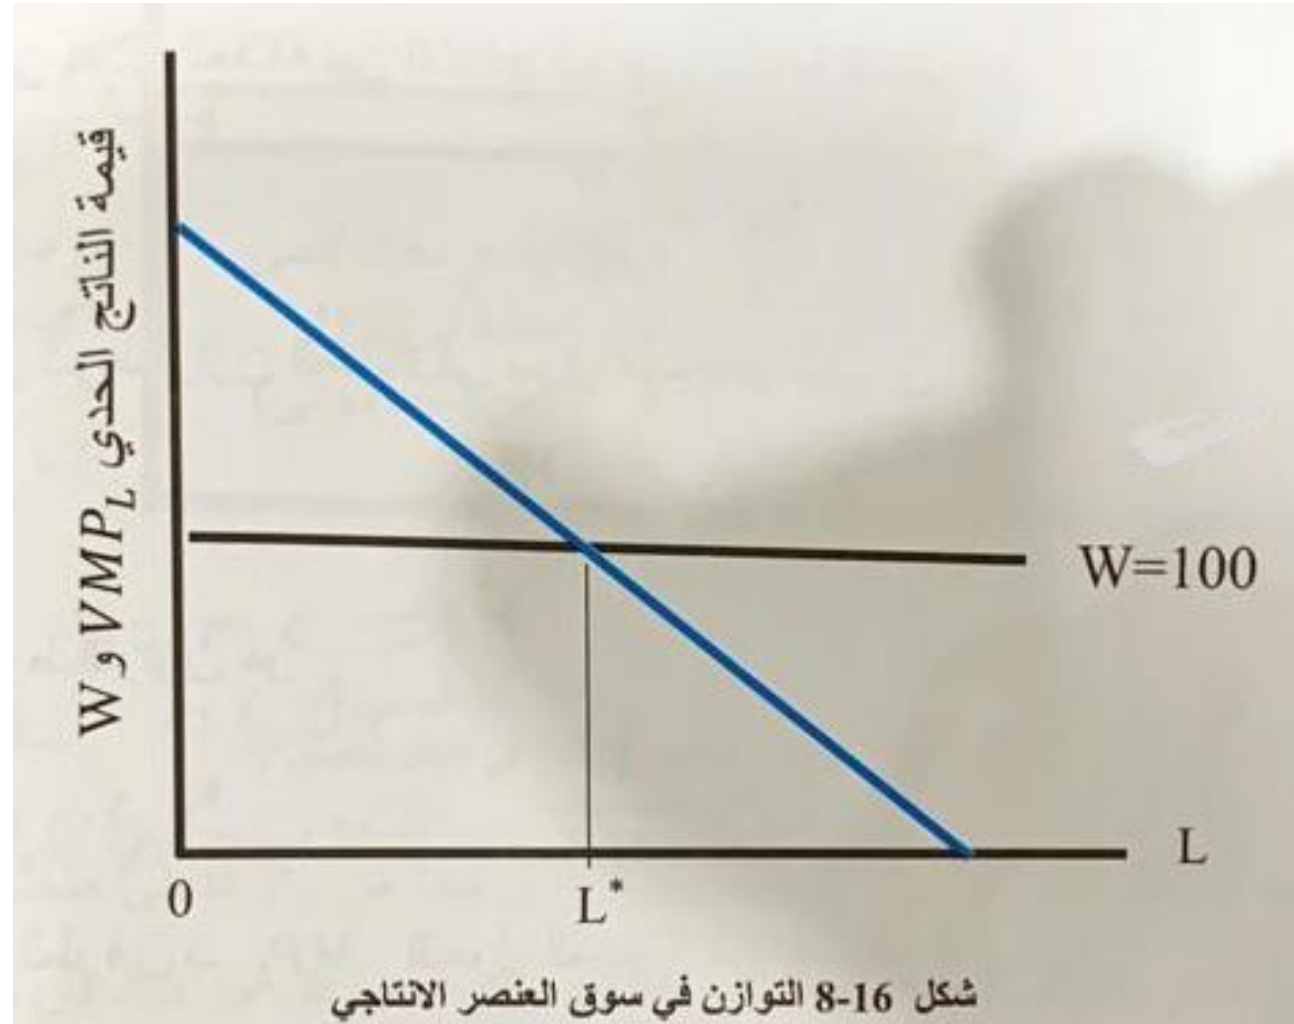 قيمة الناتج الحدي VMP_L و W
W=100
L
0
L*
شكل 16-8 التوازن في سوق العنصر الانتاجي